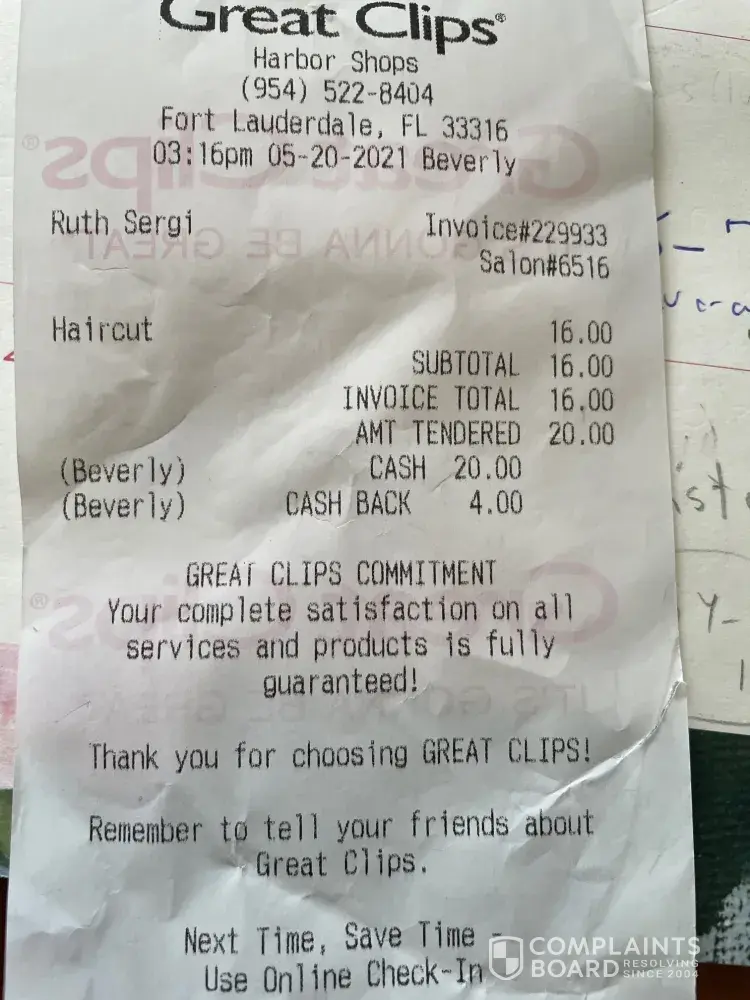 Great Clips®
Harbor Shops
(954) 522-8404
Fort Lauderdale, FL 33316
03:16pm 05-20-2021 Beverly
Ruth Sergi Invoice#229933
Salon#6516
Haircut 16.00
SUBTOTAL 16.00
INVOICE TOTAL 16.00
AMT TENDERED 20.00
(Beverly) CASH 20.00
(Beverly) CASH BACK 4.00
GREAT CLIPS COMMITMENT
Your complete satisfaction on all
services and products is fully
guaranteed!
Thank you for choosing GREAT CLIPS!
Remember to tell your friends about
Great Clips.
Next Time, Save Time -
Use Online Check-In
COMPLAINTS
BOARD RESOLVING
SINCE 2004